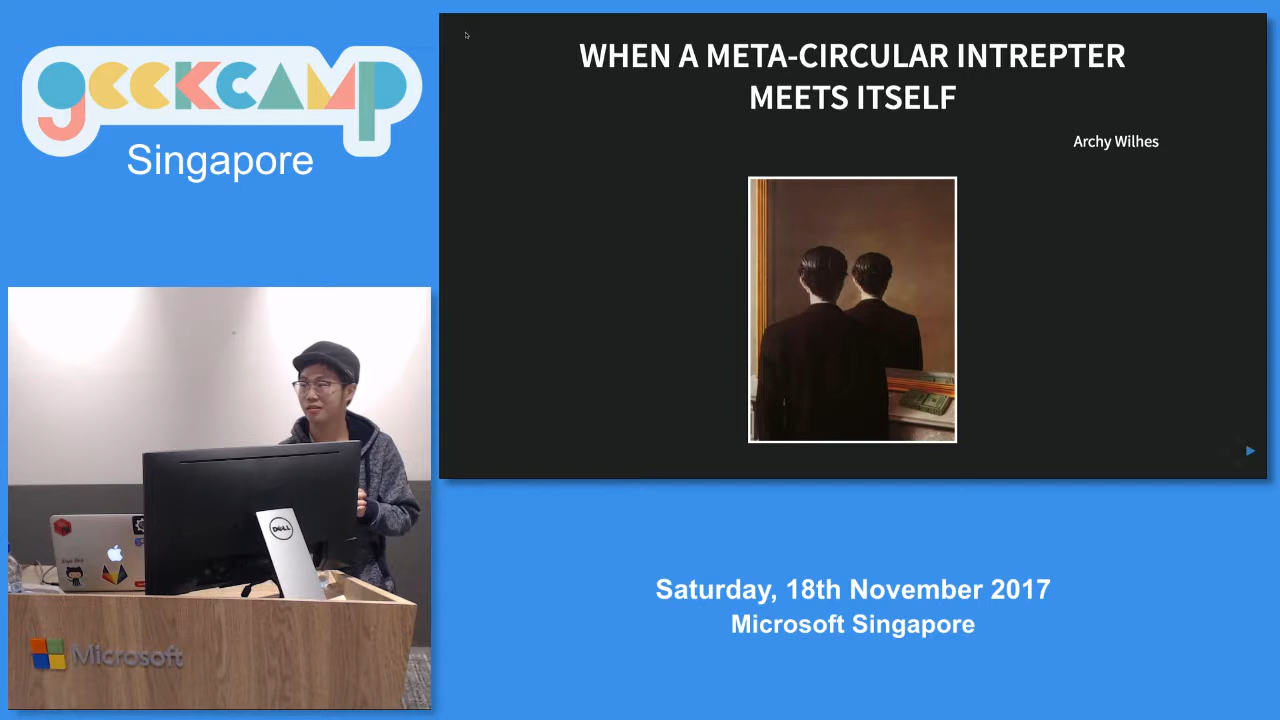 geekcamp
Singapore
WHEN A META-CIRCULAR INTREPTER
MEETS ITSELF
Archy Wilhes
DELL
Microsoft
Saturday, 18th November 2017
Microsoft Singapore